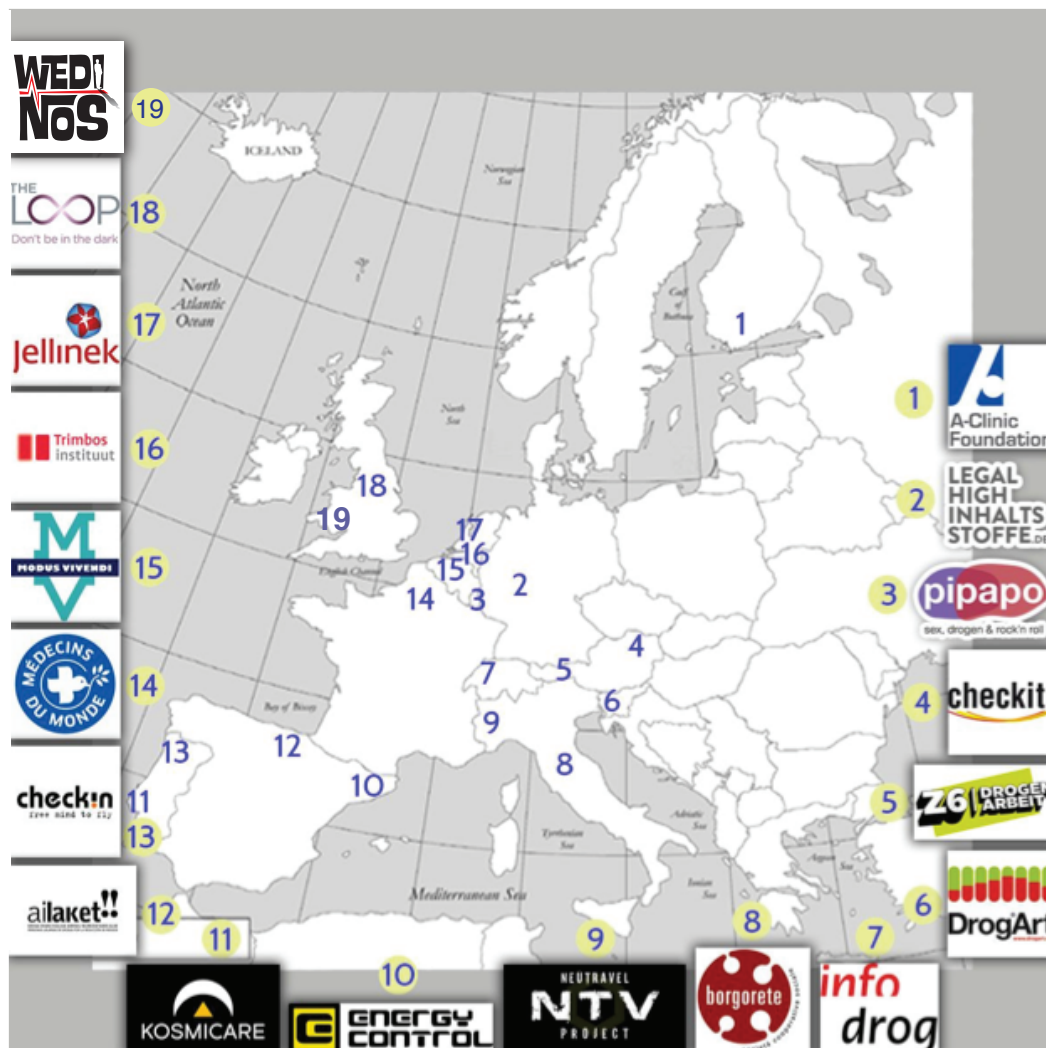 WEDI
NOS
19
THE
LOOP
Don't be in the dark
18
Jellinek
17
Trimbos
instituut
16
MV
MODUS VIVENDI
15
MÉDECINS
DU MONDE
14
check!n
free mind to fly
11
13
ailaket!!
12
11
KOSMICARE
10
ENERGY
CONTROL
NEUTRAVEL
NTV
PROJECT
9
borgorete
8
info
drog
7
A-Clinic
Foundation
1
LEGAL
HIGH
INHALTS
STOFFE.DE
2
pipapo
sex, drogen & rock'n roll
3
checkit
4
Z6 DROGEN
ARBEIT
5
DrogArt
6
ICELAND
Norwegian
Sea
North
Atlantic
Ocean
Gulf
of
Bothnia
North
Sea
English Channel
Bay of Biscay
Adriatic
Sea
Tyrrhenian
Sea
Mediterranean Sea
Ionian
Sea
Aegean
Sea
1
18
19
17
16
15
14
3
2
4
5
7
6
9
8
12
13
10